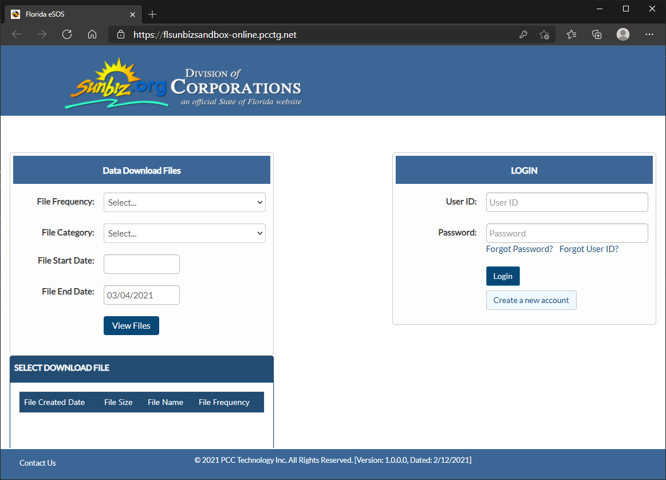 Florida eSOS
https://flsunbizsandbox-online.pcctg.net
Sunbiz.org
Division of
Corporations
an official State of Florida website
Data Download Files
File Frequency: Select...
File Category: Select...
File Start Date:
File End Date: 03/04/2021
View Files
SELECT DOWNLOAD FILE
File Created Date File Size File Name File Frequency
LOGIN
User ID: User ID
Password: Password
Forgot Password? Forgot User ID?
Login
Create a new account
Contact Us
© 2021 PCC Technology Inc. All Rights Reserved. [Version: 1.0.0.0, Dated: 2/12/2021]